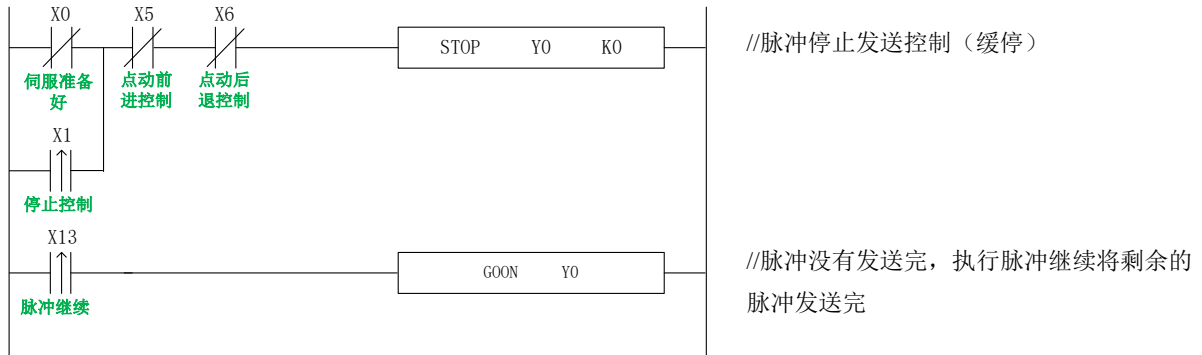 X0 X5 X6
STOP Y0 K0 //脉冲停止发送控制（缓停）
伺服准备好 点动前进控制 点动后退控制
X1
停止控制
X13
GOON Y0 //脉冲没有发送完，执行脉冲继续将剩余的
脉冲继续 脉冲发送完